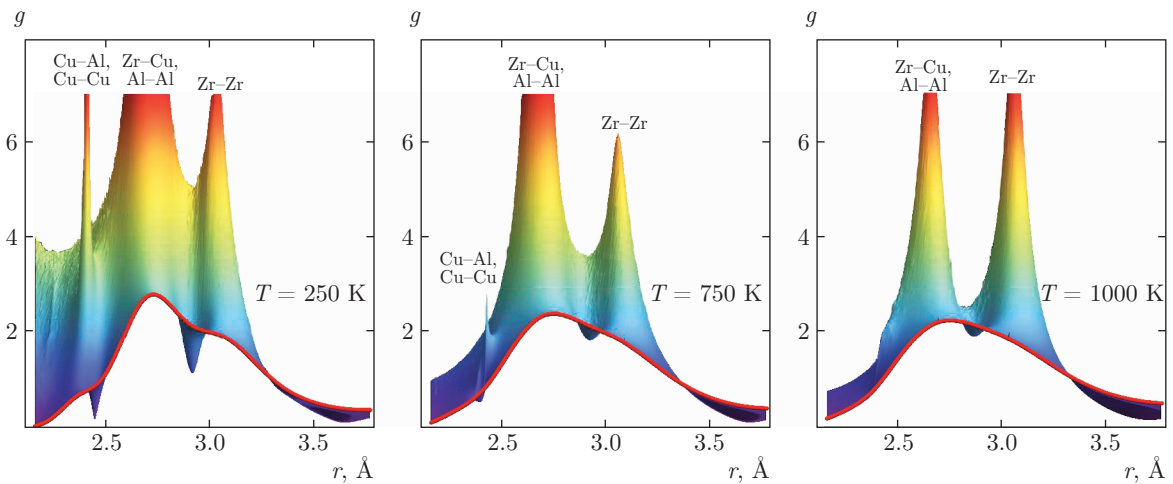 g
Cu–Al,
Cu–Cu
Zr–Cu,
Al–Al
Zr–Zr
6
4
2
T = 250 K
2.5 3.0 3.5
r, Å
g
Zr–Cu,
Al–Al
Zr–Zr
6
4
Cu–Al,
Cu–Cu
T = 750 K
2
2.5 3.0 3.5
r, Å
g
Zr–Cu,
Al–Al
Zr–Zr
6
4
T = 1000 K
2
2.5 3.0 3.5
r, Å